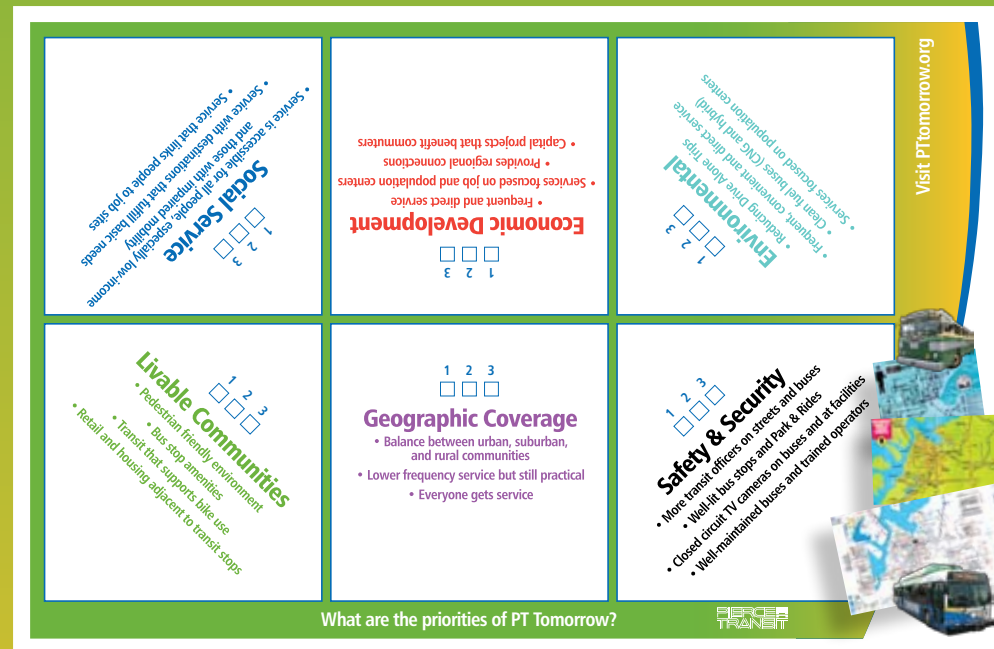 Social Service
• Service is accessible for all people, especially low-income
and those with impaired mobility
• Service with destinations that fulfill basic needs
• Service that links people to job sites
1 2 3
Economic Development
• Frequent and direct service
• Services focused on job and population centers
• Provides regional connections
• Capital projects that benefit commuters
1 2 3
Environmental
• Reducing Drive Alone Trips
• Frequent, convenient and direct service
• Clean fuel buses (CNG and hybrid)
• Services focused on population centers
1 2 3
Visit PTtomorrow.org
1 2 3
Livable Communities
• Pedestrian friendly environment
• Bus stop amenities
• Transit that supports bike use
• Retail and housing adjacent to transit stops
1 2 3
Geographic Coverage
• Balance between urban, suburban,
and rural communities
• Lower frequency service but still practical
• Everyone gets service
1 2 3
Safety & Security
• More transit officers on streets and buses
• Well-lit bus stops and Park & Rides
• Closed circuit TV cameras on buses and at facilities
• Well-maintained buses and trained operators
What are the priorities of PT Tomorrow?
PIERCE
TRANSIT